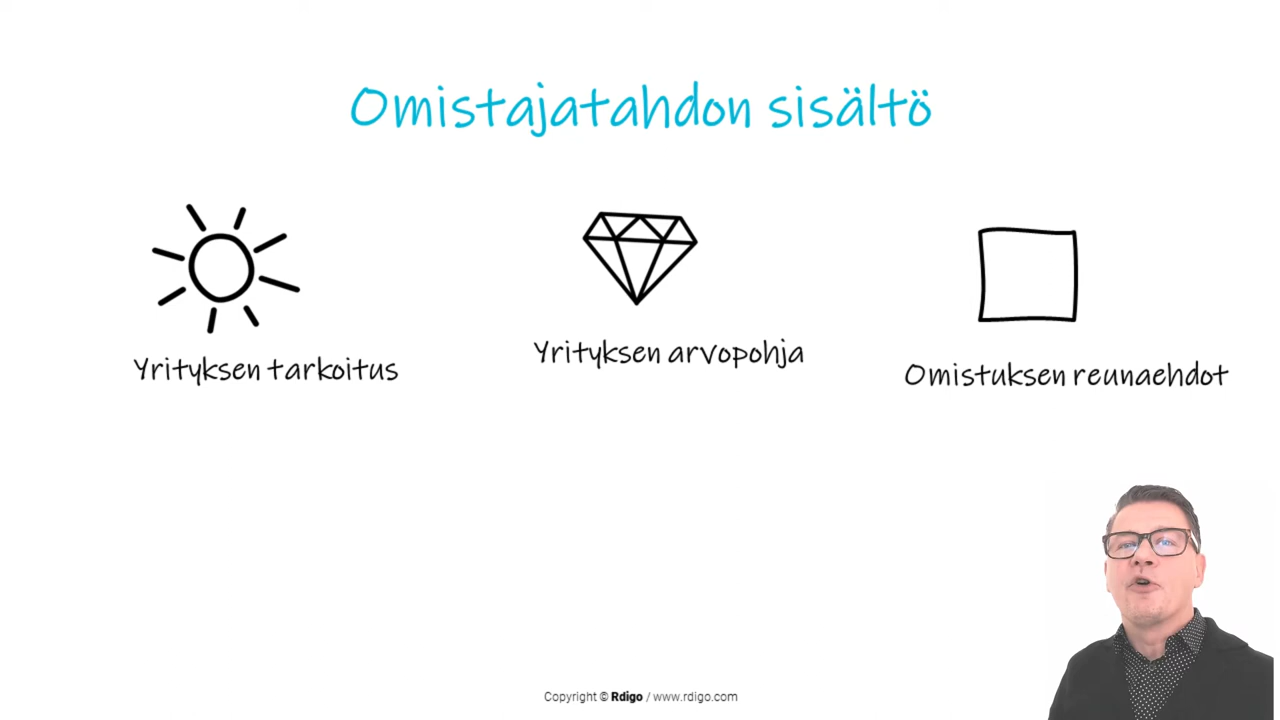 Omistajatahdon sisältö
Yrityksen tarkoitus
Yrityksen arvopohja
Omistuksen reunaehdot
Copyright © Rdigo / www.rdigo.com